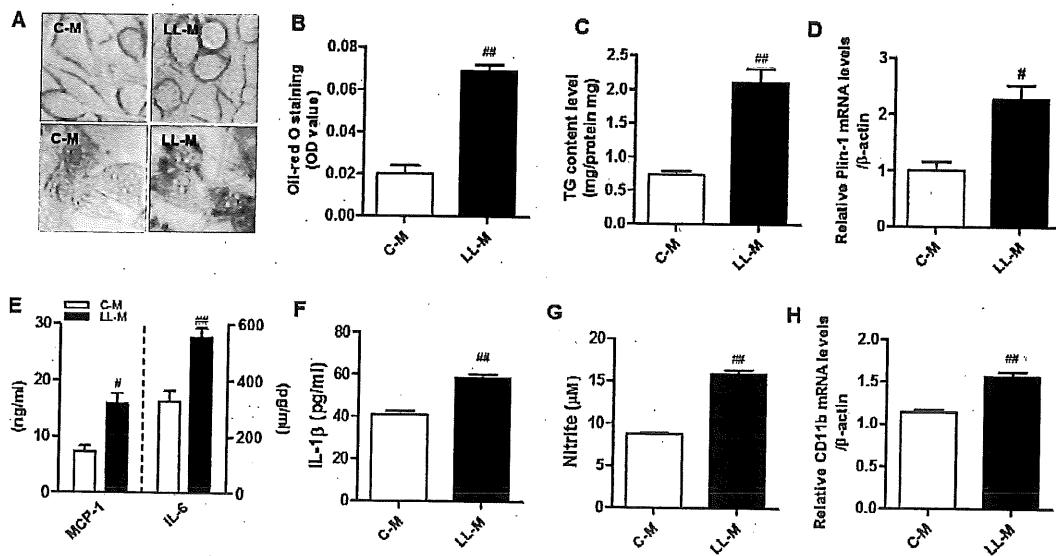 A
C-M
LL-M
C-M
LL-M
B
Oil-red O staining
(OD value)
0.08
0.06
0.04
0.02
0.00
##
C-M
LL-M
C
TG content level
(mg/protein mg)
2.5
2.0
1.5
1.0
0.5
0.0
##
C-M
LL-M
D
Relative Plin-1 mRNA levels
/β-actin
3
2
1
0
#
C-M
LL-M
E
C-M
LL-M
(ng/ml)
30
20
10
0
#
##
600
400
200
0
(pg/ml)
MCP-1
IL-6
F
IL-1β (pg/ml)
80
60
40
20
0
##
C-M
LL-M
G
Nitrite (μM)
20
15
10
5
0
##
C-M
LL-M
H
Relative CD11b mRNA levels
/β-actin
2.0
1.5
1.0
0.5
0.0
##
C-M
LL-M